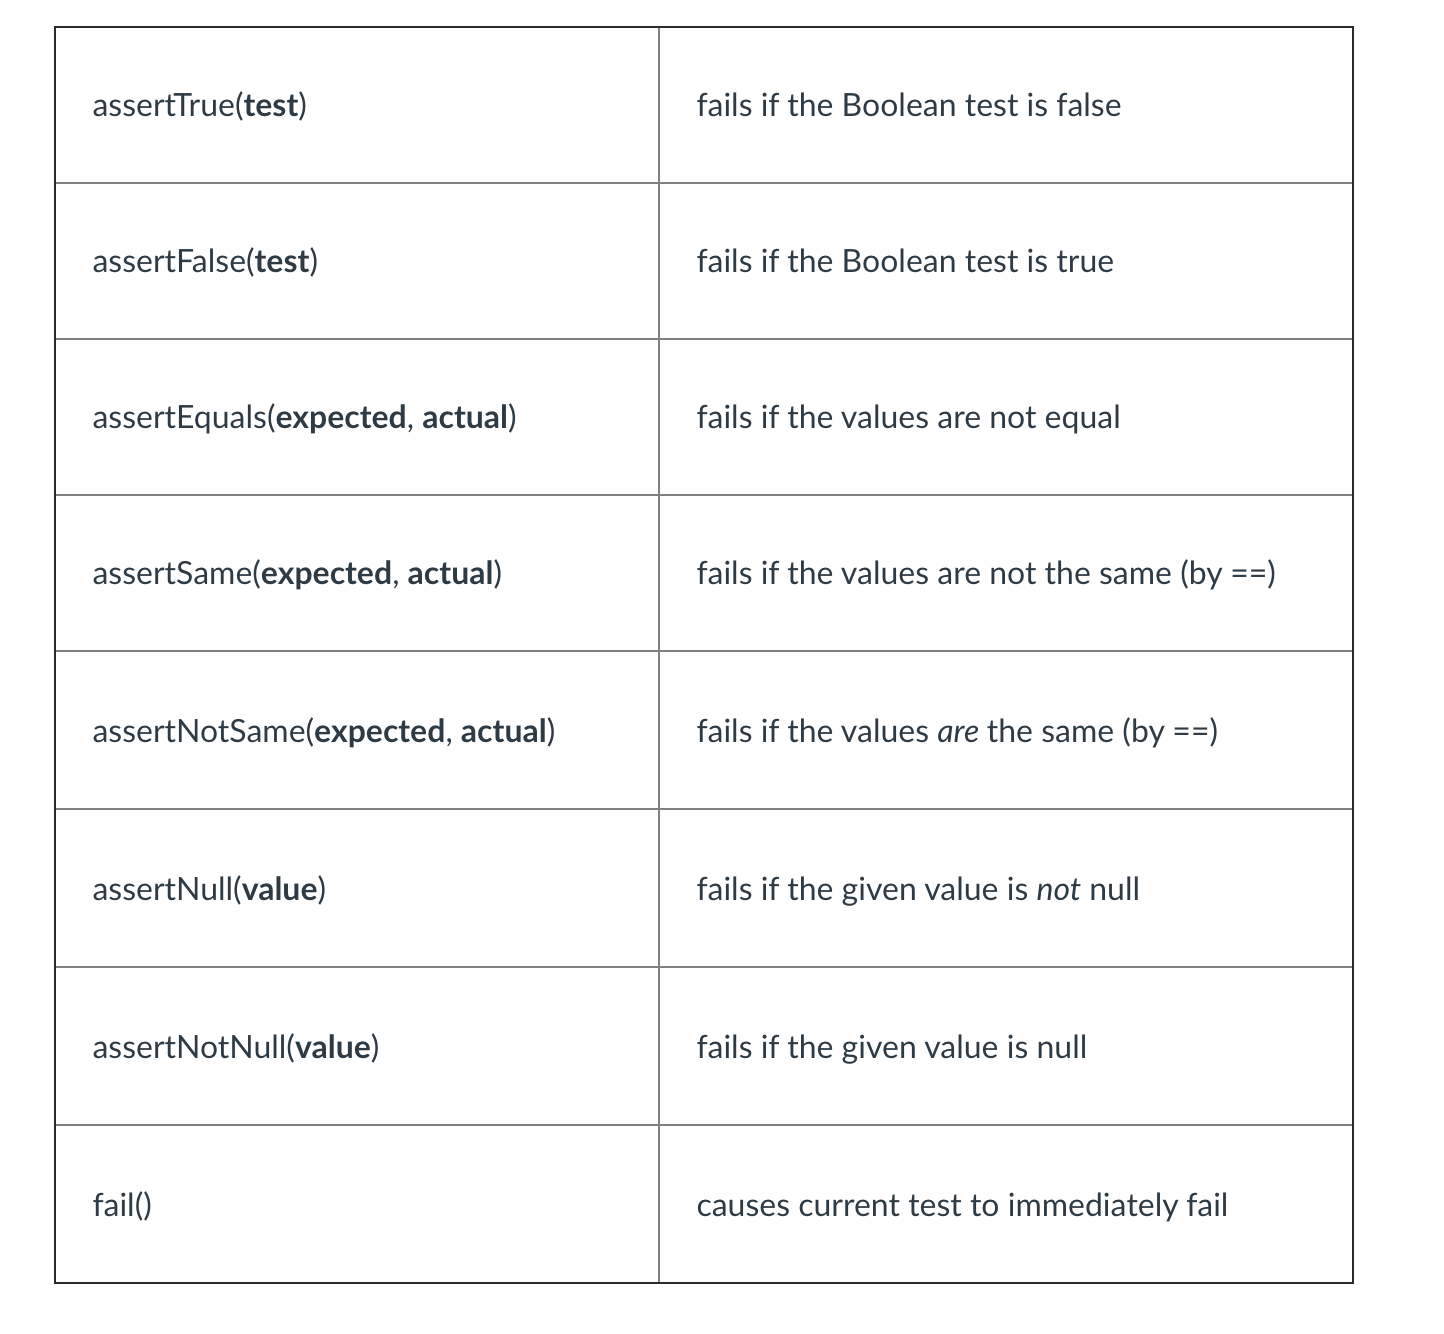 assertTrue(test)
fails if the Boolean test is false
assertFalse(test)
fails if the Boolean test is true
assertEquals(expected, actual)
fails if the values are not equal
assertSame(expected, actual)
fails if the values are not the same (by ==)
assertNotSame(expected, actual)
fails if the values are the same (by ==)
assertNull(value)
fails if the given value is not null
assertNotNull(value)
fails if the given value is null
fail()
causes current test to immediately fail